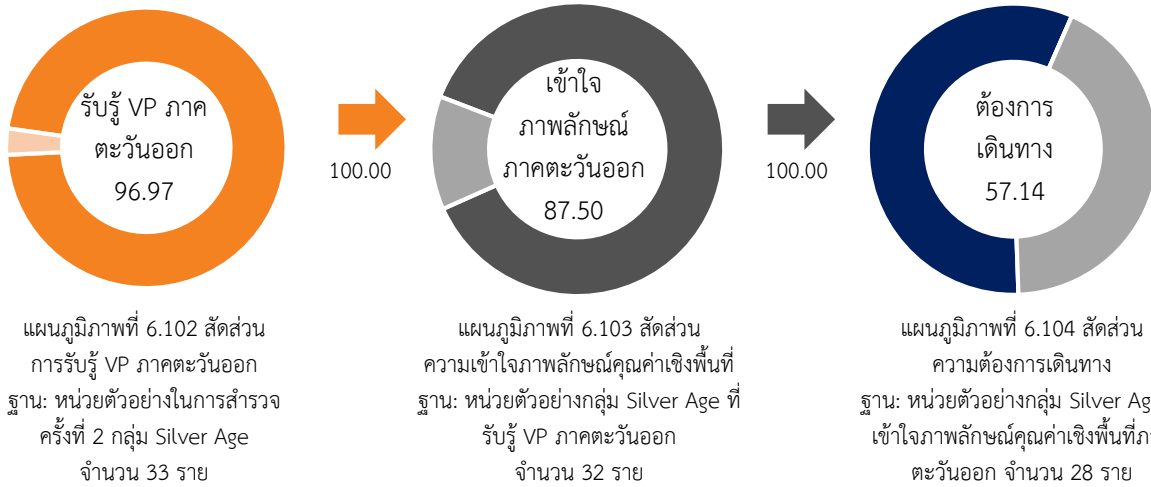 รับรู้ VP ภาค
ตะวันออก
96.97
100.00
เข้าใจ
ภาพลักษณ์
ภาคตะวันออก
87.50
100.00
ต้องการ
เดินทาง
57.14
แผนภูมิภาพที่ 6.102 สัดส่วน
การรับรู้ VP ภาคตะวันออก
ฐาน: หน่วยตัวอย่างในการสำรวจ
ครั้งที่ 2 กลุ่ม Silver Age
จำนวน 33 ราย
แผนภูมิภาพที่ 6.103 สัดส่วน
ความเข้าใจภาพลักษณ์คุณค่าเชิงพื้นที่
ฐาน: หน่วยตัวอย่างกลุ่ม Silver Age ที่
รับรู้ VP ภาคตะวันออก
จำนวน 32 ราย
แผนภูมิภาพที่ 6.104 สัดส่วน
ความต้องการเดินทาง
ฐาน: หน่วยตัวอย่างกลุ่ม Silver Ag
เข้าใจภาพลักษณ์คุณค่าเชิงพื้นที่ภ
ตะวันออก จำนวน 28 ราย